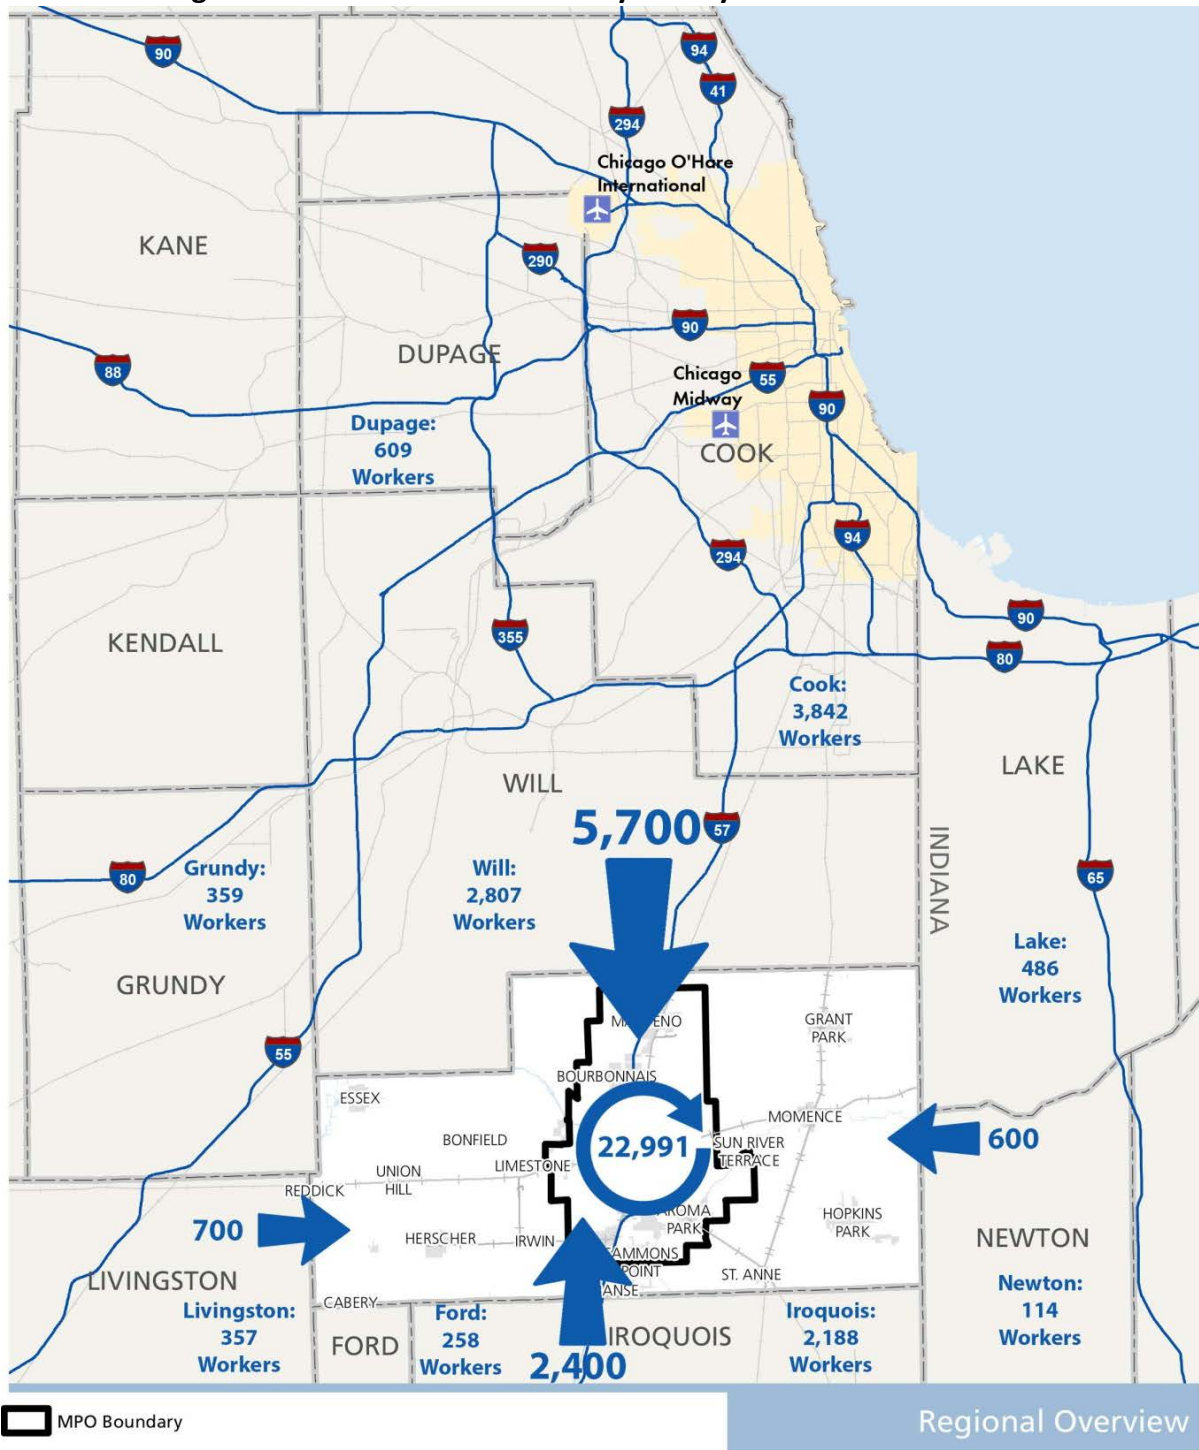 90
94
41
294
Chicago O'Hare
International
KANE
290
90
DUPAGE
88
Chicago
Midway
55
90
Dupage:
609
Workers
COOK
94
294
90
KENDALL
355
80
Cook:
3,842
Workers
LAKE
WILL
5,700
57
INDIANA
80
Grundy:
359
Workers
Will:
2,807
Workers
65
Lake:
486
Workers
GRUNDY
GRANT
PARK
55
BOURBONNAIS
ESSEX
MOMENCE
BONFIELD
22,991
SUN RIVER
TERRACE
600
LIMESTONE
UNION
HILL
REDDICK
AROMA
PARK
HOPKINS
PARK
700
HERSCHER
IRWIN
NEWTON
SAMMONS
POINT
ST. ANNE
LIVINGSTON
ANSE
CABERY
Livingston:
357
Workers
Ford:
258
Workers
Iroquois:
2,188
Workers
Newton:
114
Workers
FORD
IROQUOIS
2,400
MPO Boundary
Regional Overview